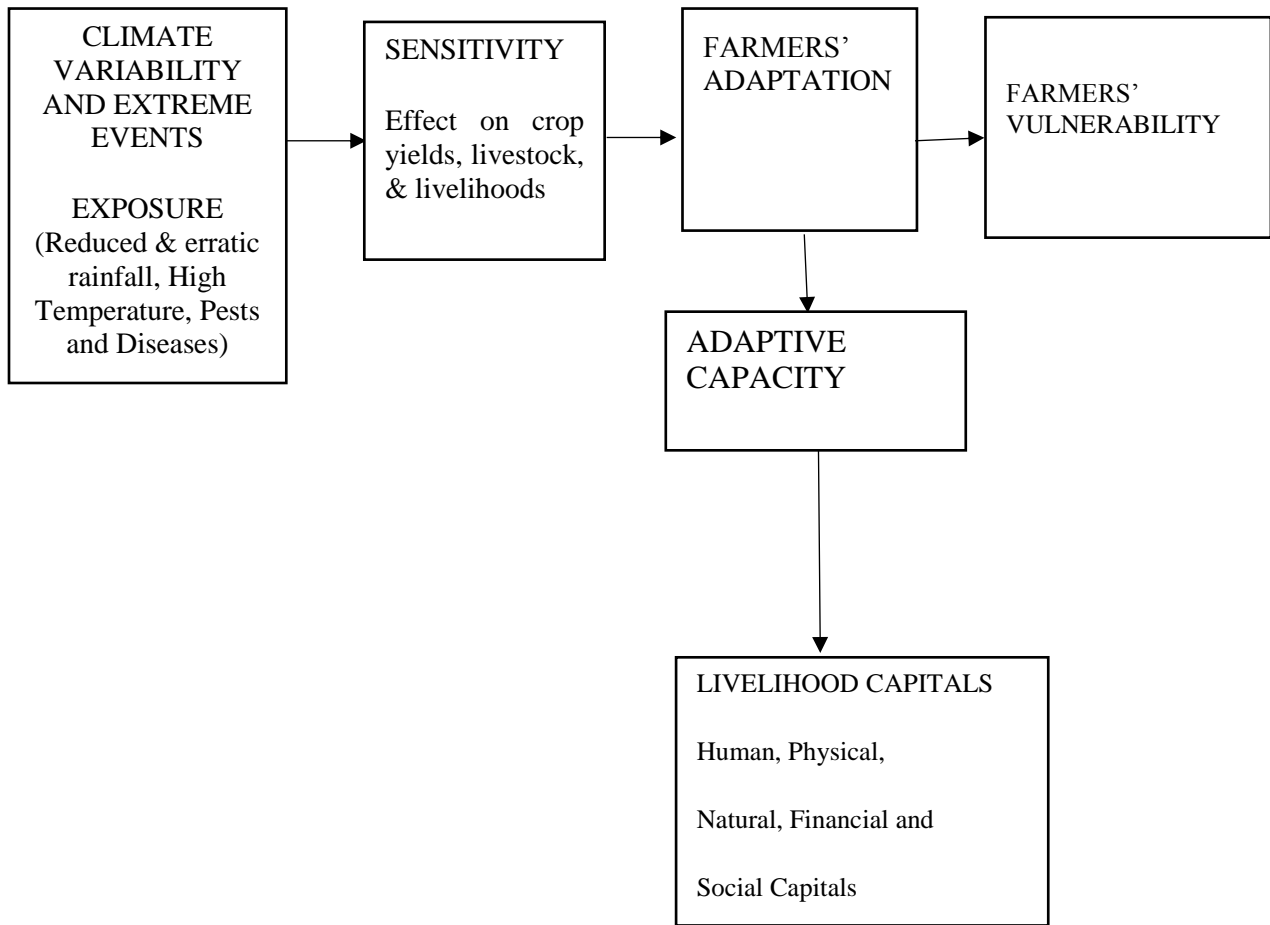 CLIMATE
VARIABILITY
AND EXTREME
EVENTS
EXPOSURE
(Reduced & erratic
rainfall, High
Temperature, Pests
and Diseases)
SENSITIVITY
Effect on crop
yields, livestock,
& livelihoods
FARMERS’
ADAPTATION
FARMERS’
VULNERABILITY
ADAPTIVE
CAPACITY
LIVELIHOOD CAPITALS
Human, Physical,
Natural, Financial and
Social Capitals